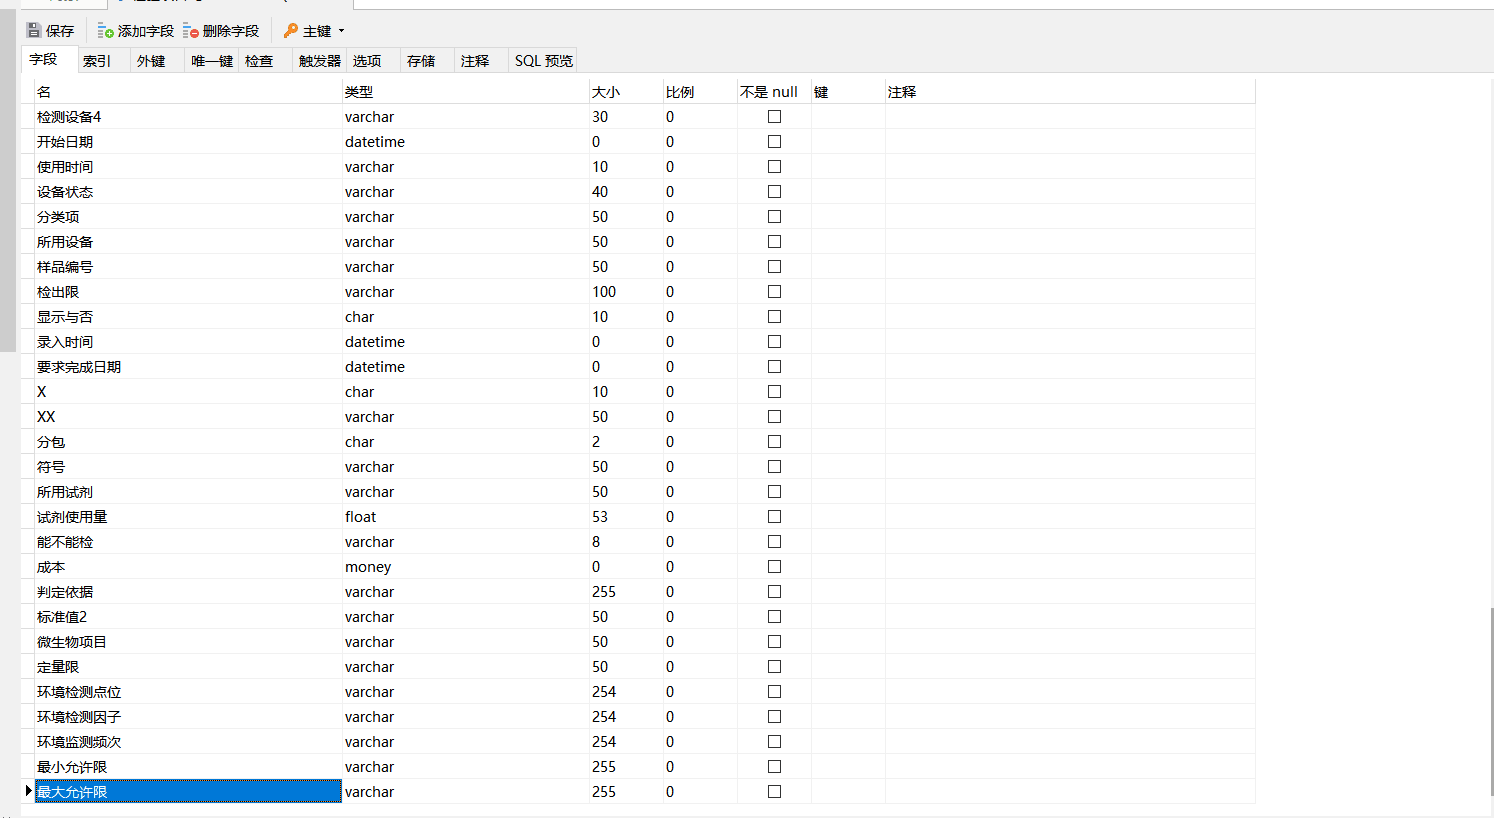 保存 添加字段 删除字段 主键
字段 索引 外键 唯一键 检查 触发器 选项 存储 注释 SQL 预览
名 类型 大小 比例 不是 null 键 注释
检测设备4 varchar 30 0
开始日期 datetime 0 0
使用时间 varchar 10 0
设备状态 varchar 40 0
分类项 varchar 50 0
所用设备 varchar 50 0
样品编号 varchar 50 0
检出限 varchar 100 0
显示与否 char 10 0
录入时间 datetime 0 0
要求完成日期 datetime 0 0
X char 10 0
XX varchar 50 0
分包 char 2 0
符号 varchar 50 0
所用试剂 varchar 50 0
试剂使用量 float 53 0
能不能检 varchar 8 0
成本 money 0 0
判定依据 varchar 255 0
标准值2 varchar 50 0
微生物项目 varchar 50 0
定量限 varchar 50 0
环境检测点位 varchar 254 0
环境检测因子 varchar 254 0
环境监测频次 varchar 254 0
最小允许限 varchar 255 0
最大允许限 varchar 255 0